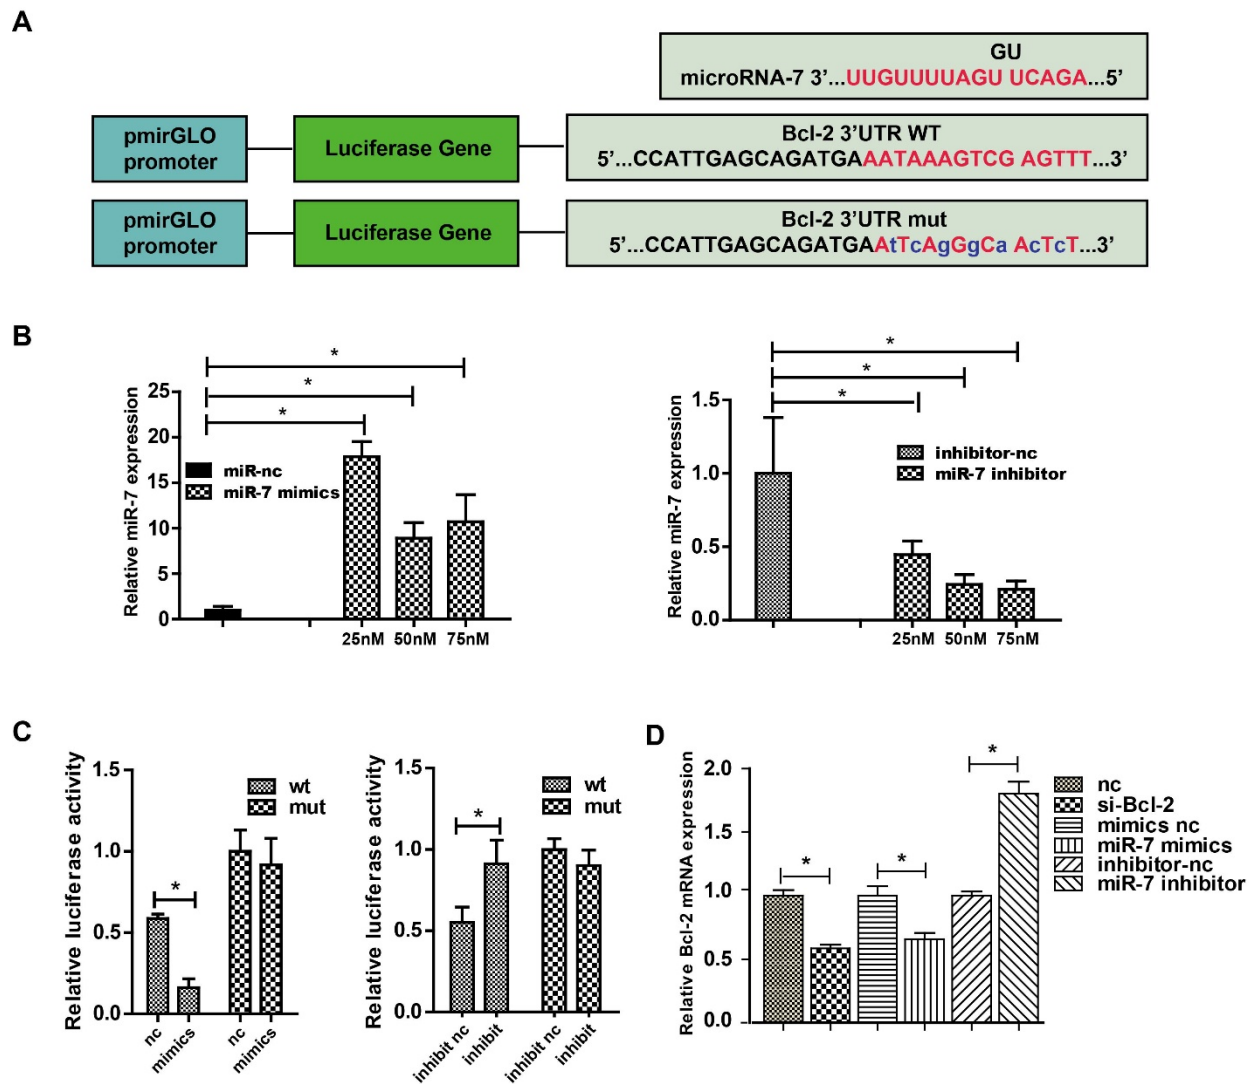 A
GU
microRNA-7 3’...UUGUUUUAGU UCAGA...5’
pmirGLO
promoter
Luciferase Gene
Bcl-2 3’UTR WT
5’...CCATTGAGCAGATGAAATAAAGTCG AGTTT...3’
pmirGLO
promoter
Luciferase Gene
Bcl-2 3’UTR mut
5’...CCATTGAGCAGATGAAtTcAgGgCa AcTcT...3’
B
*
*
*
Relative miR-7 expression
25
20
15
10
5
0
miR-nc
miR-7 mimics
25nM 50nM 75nM
*
*
*
Relative miR-7 expression
1.5
1.0
0.5
0.0
inhibitor-nc
miR-7 inhibitor
25nM 50nM 75nM
C
Relative luciferase activity
1.5
1.0
0.5
0.0
wt
mut
*
nc
mimics
nc
mimics
Relative luciferase activity
1.5
1.0
0.5
0.0
wt
mut
*
inhibit nc
inhibit
inhibit nc
inhibit
D
Relative Bcl-2 mRNA expression
2.0
1.5
1.0
0.5
0.0
*
*
*
nc
si-Bcl-2
mimics nc
miR-7 mimics
inhibitor-nc
miR-7 inhibitor